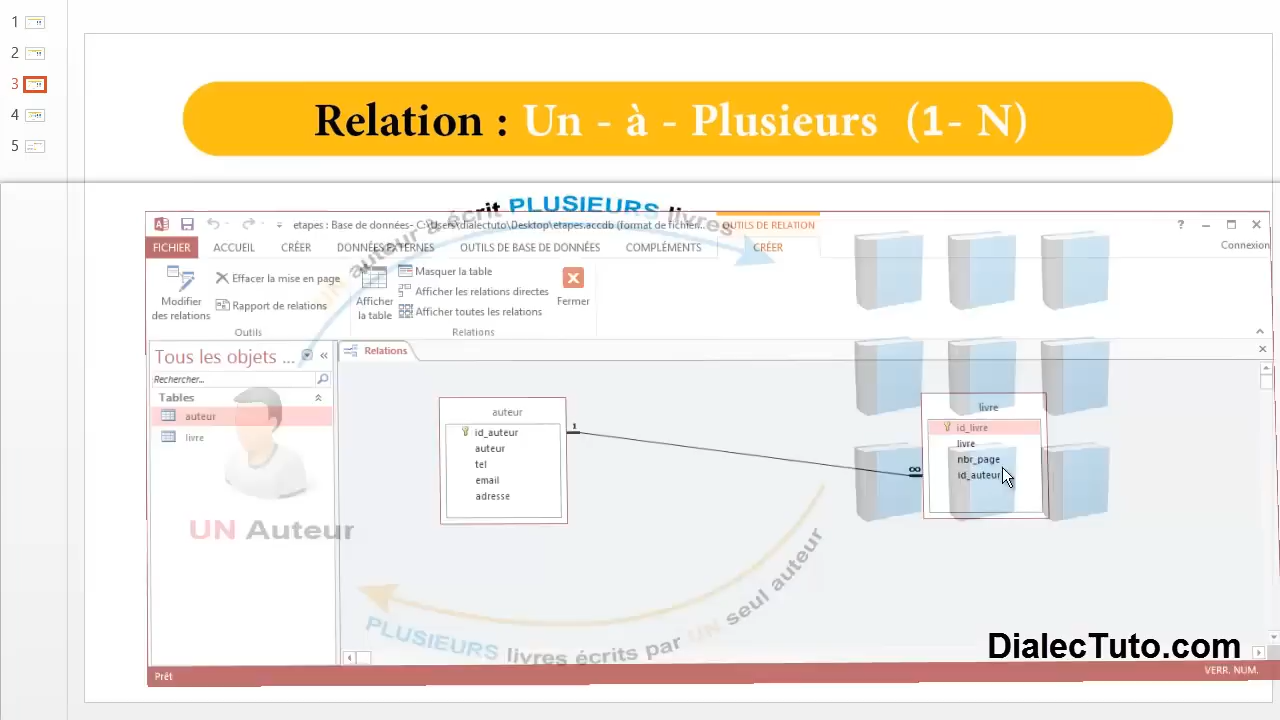 1
2
3
4
5
Relation : Un - à - Plusieurs (1- N)
UN auteur a écrit PLUSIEURS livres
etapes : Base de données- C:\Users\dialectuto\Desktop\etapes.accdb (format de fichier...
OUTILS DE RELATION
?
FICHIER ACCUEIL CRÉER DONNÉES EXTERNES OUTILS DE BASE DE DONNÉES COMPLÉMENTS CRÉER
Connexion
Modifier des relations
Effacer la mise en page
Rapport de relations
Outils
Afficher la table
Masquer la table
Afficher les relations directes
Afficher toutes les relations
Relations
Fermer
Tous les objets ...
Rechercher...
Tables
auteur
livre
Relations
auteur
id_auteur
auteur
tel
email
adresse
1
∞
livre
id_livre
livre
nbr_page
id_auteur
UN Auteur
PLUSIEURS livres écrits par UN seul auteur
DialecTuto.com
Prêt
VERR. NUM.